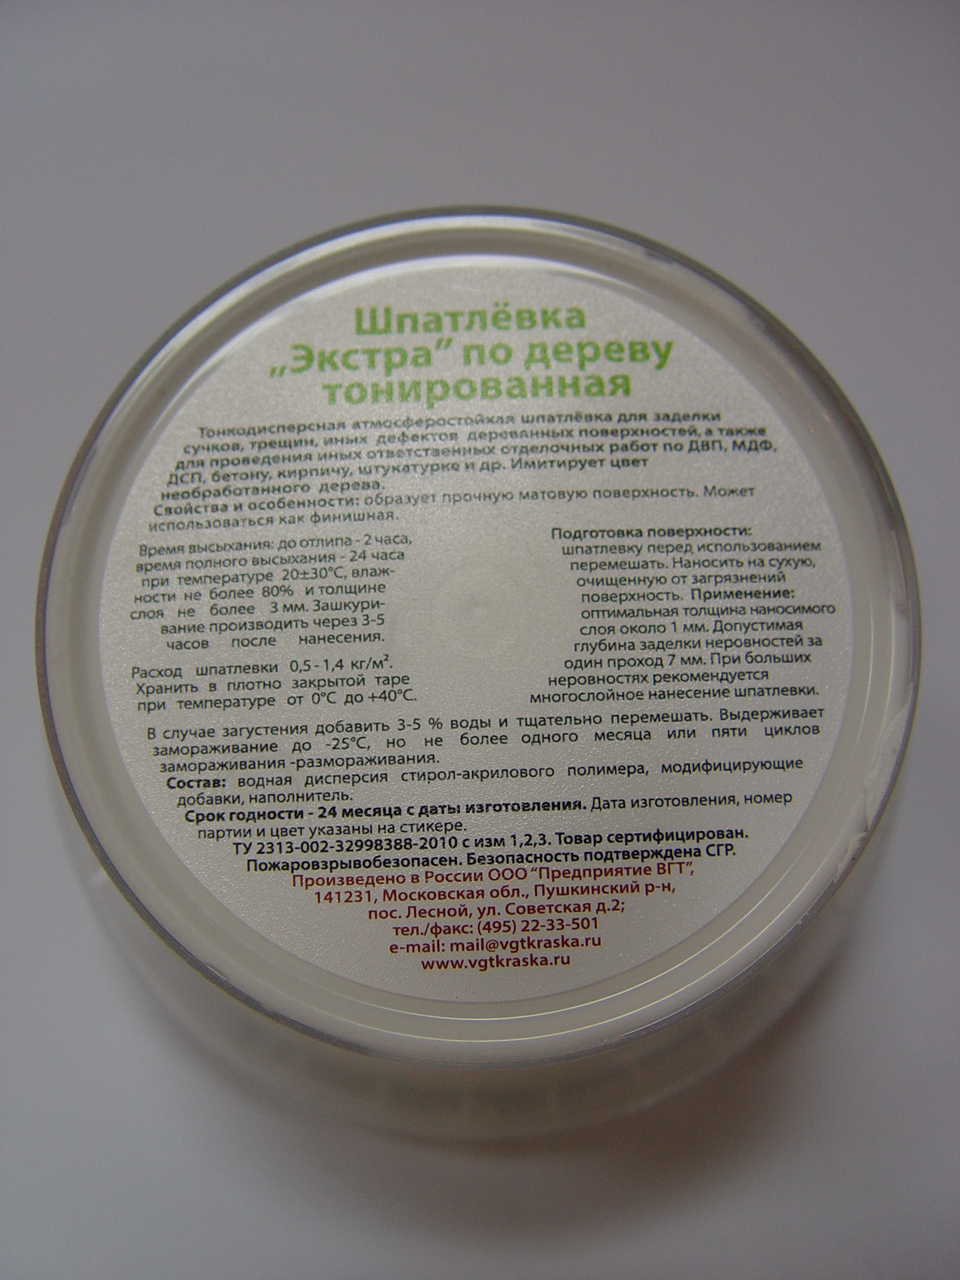 Шпатлёвка
„Экстра” по дереву
тонированная
Тонкодисперсная атмосферостойкая шпатлёвка для заделки
сучков, трещин, иных дефектов деревянных поверхностей, а также
для проведения иных ответственных отделочных работ по ДВП, МДФ,
ДСП, бетону, кирпичу, штукатурке и др. Имитирует цвет
необработанного дерева.
Свойства и особенности: образует прочную матовую поверхность. Может
использоваться как финишная.
Время высыхания: до отлипа - 2 часа,
время полного высыхания - 24 часа
при температуре 20±30°С, влаж-
ности не более 80% и толщине
слоя не более 3 мм. Зашкури-
вание производить через 3-5
часов после нанесения.
Расход шпатлевки 0,5 - 1,4 кг/м².
Хранить в плотно закрытой таре
при температуре от 0°С до +40°С.
Подготовка поверхности:
шпатлевку перед использованием
перемешать. Наносить на сухую,
очищенную от загрязнений
поверхность. Применение:
оптимальная толщина наносимого
слоя около 1 мм. Допустимая
глубина заделки неровностей за
один проход 7 мм. При больших
неровностях рекомендуется
многослойное нанесение шпатлевки.
В случае загустения добавить 3-5 % воды и тщательно перемешать. Выдерживает
замораживание до -25°С, но не более одного месяца или пяти циклов
замораживания -размораживания.
Состав: водная дисперсия стирол-акрилового полимера, модифицирующие
добавки, наполнитель.
Срок годности - 24 месяца с даты изготовления. Дата изготовления, номер
партии и цвет указаны на стикере.
ТУ 2313-002-32998388-2010 с изм 1,2,3. Товар сертифицирован.
Пожаровзрывобезопасен. Безопасность подтверждена СГР.
Произведено в России ООО “Предприятие ВГТ”,
141231, Московская обл., Пушкинский р-н,
пос. Лесной, ул. Советская д.2;
тел./факс: (495) 22-33-501
e-mail: mail@vgtkraska.ru
www.vgtkraska.ru